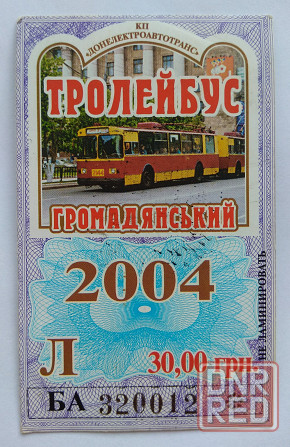 КП
«ДОНЕЛЕКТРОАВТОТРАНС»
ТРОЛЕЙБУС
ГРОМАДЯНСЬКИЙ
2004
Л
30,00 грн.
НЕ ЛАМИНИРОВАТЬ
БА 320012
DNR
RED